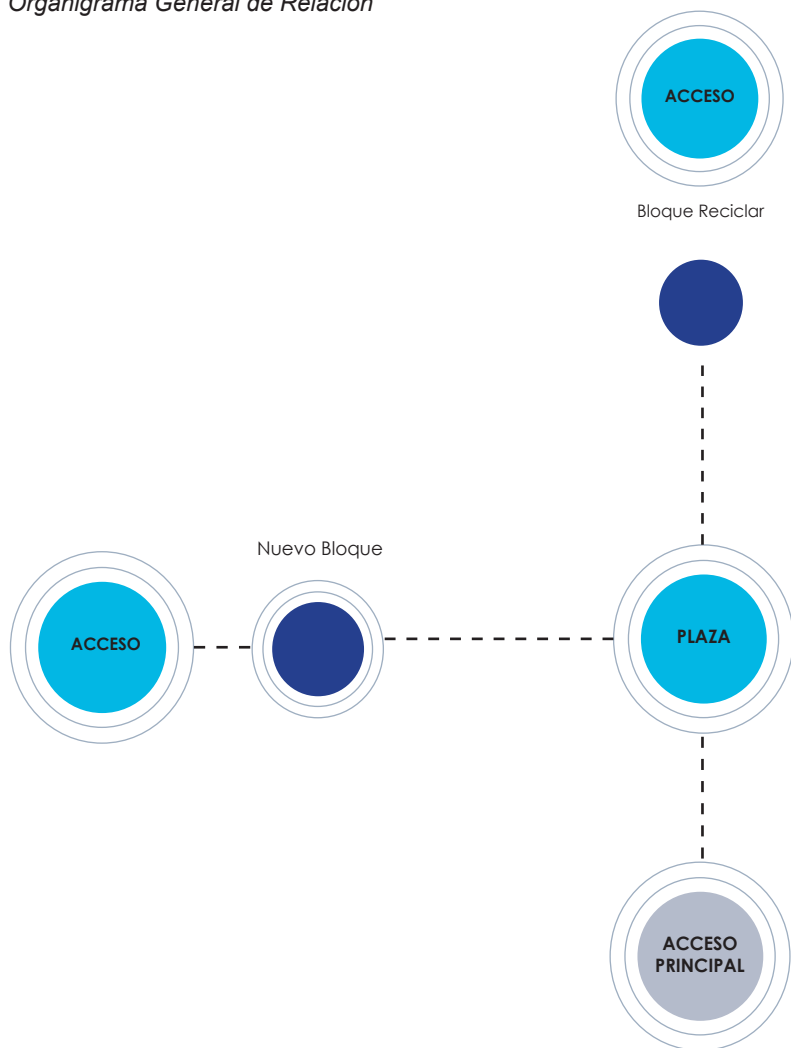 Organigrama General de Relación
ACCESO
Bloque Reciclar
Nuevo Bloque
ACCESO
PLAZA
ACCESO
PRINCIPAL